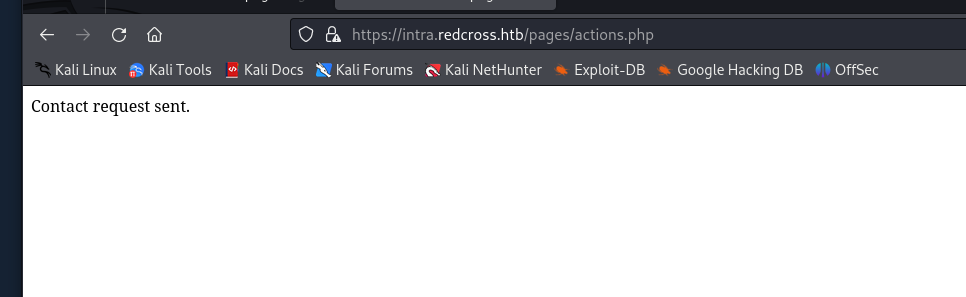 https://intra.redcross.htb/pages/actions.php
Kali Linux Kali Tools Kali Docs Kali Forums Kali NetHunter Exploit-DB Google Hacking DB OffSec
Contact request sent.